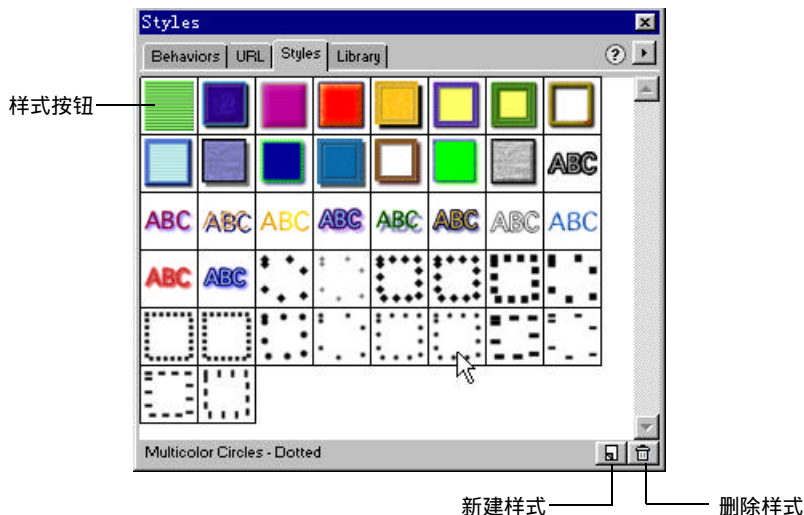 Styles
Behaviors URL Styles Library
?
样式按钮
ABC
ABC ABC ABC ABC ABC ABC ABC ABC
ABC ABC
Multicolor Circles - Dotted
新建样式 删除样式